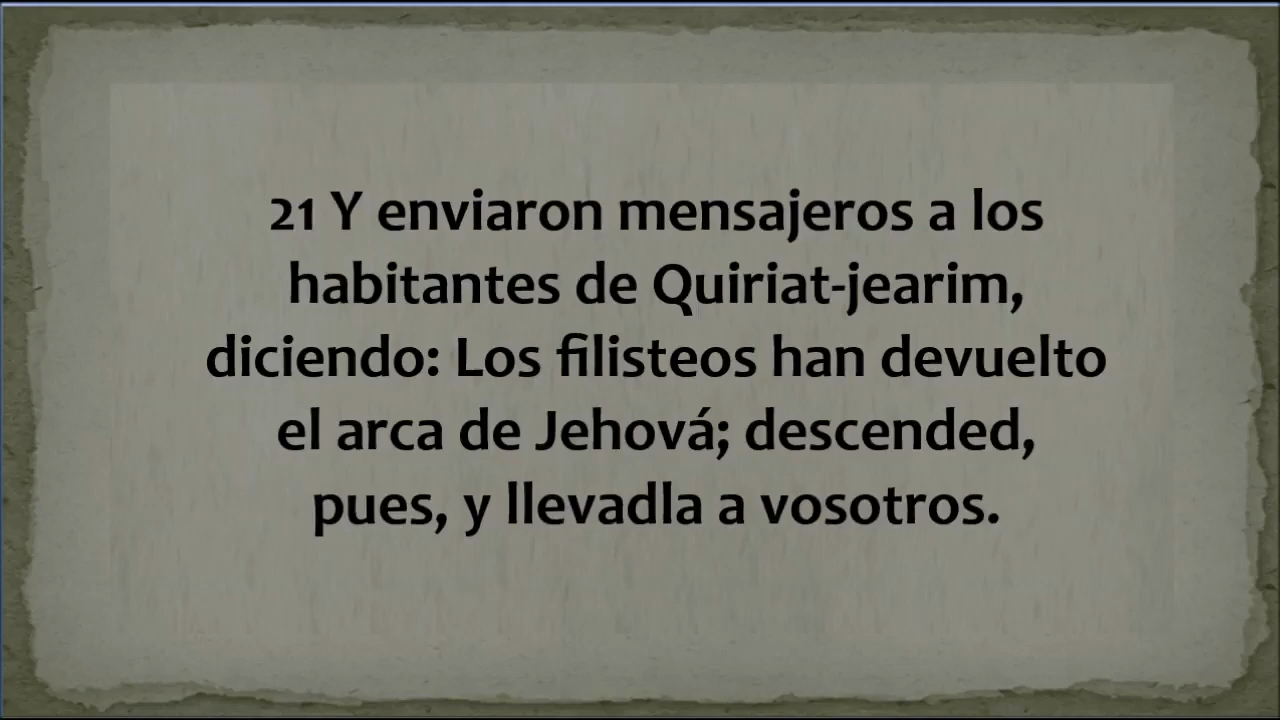 21 Y enviaron mensajeros a los
habitantes de Quiriat-jearim,
diciendo: Los filisteos han devuelto
el arca de Jehová; descended,
pues, y llevadla a vosotros.